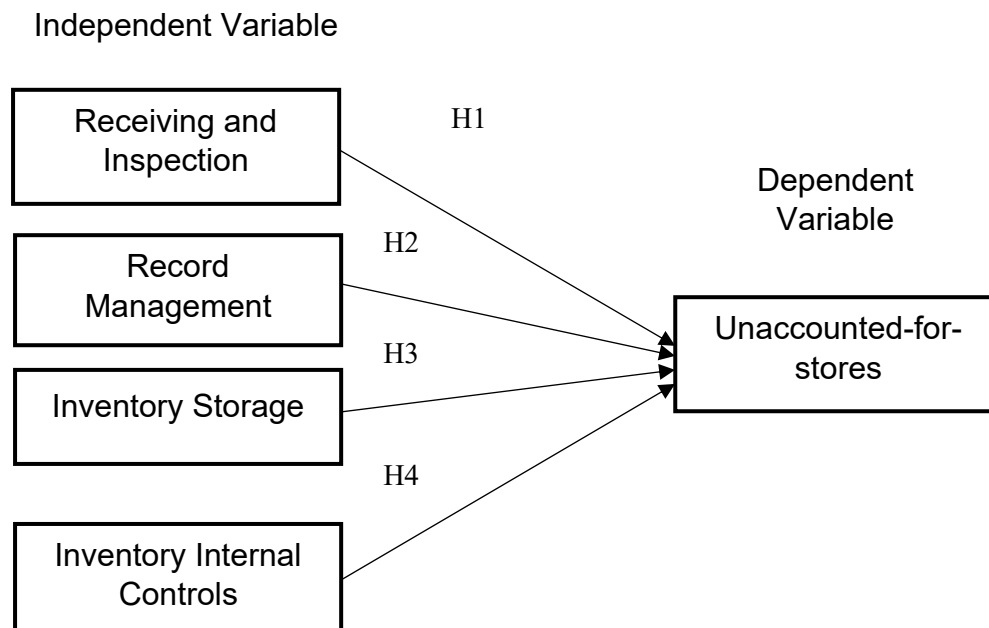 Independent Variable
Receiving and
Inspection
H1
Dependent
Variable
Record
Management
H2
Unaccounted-for-
stores
H3
Inventory Storage
H4
Inventory Internal
Controls